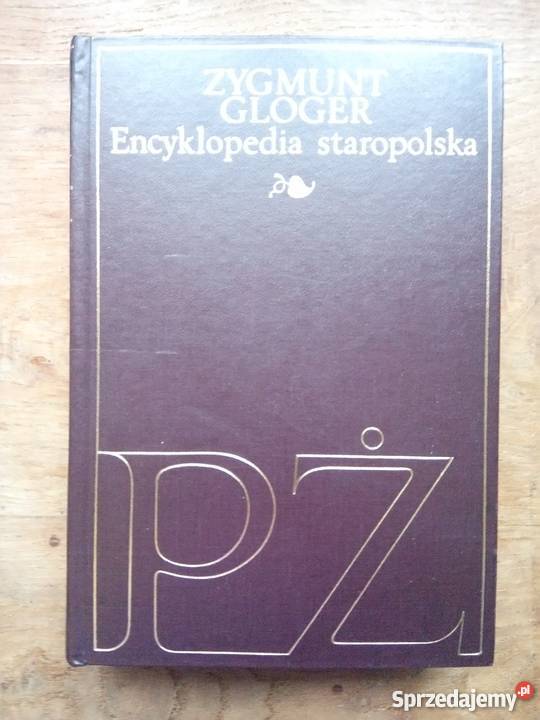 ZYGMUNT
GLOGER
Encyklopedia staropolska
PŻ
Sprzedajemy.pl